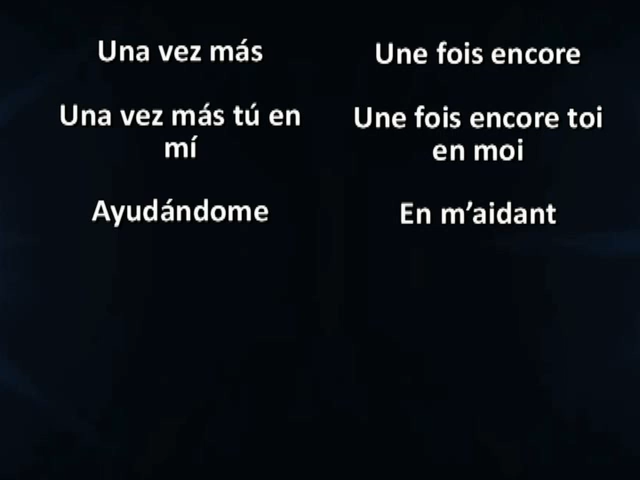 Una vez más
Une fois encore
Una vez más tú en
mí
Une fois encore toi
en moi
Ayudándome
En m'aidant